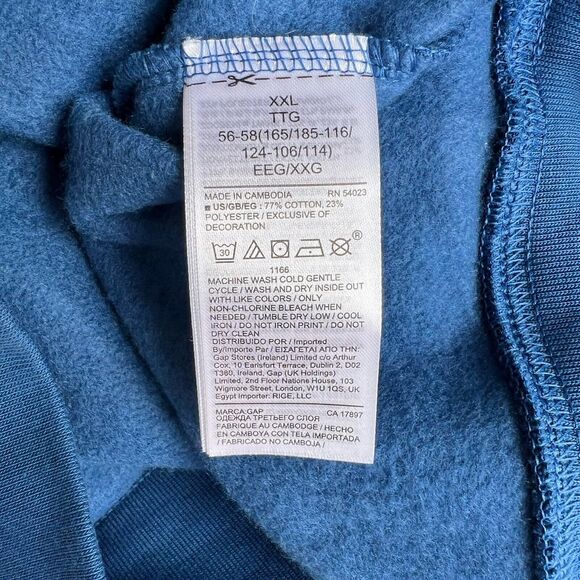 XXL
TTG
56-58(165/185-116/
124-106/114)
EEG/XXG
MADE IN CAMBODIA RN 54023
■ US/GB/EG : 77% COTTON, 23%
POLYESTER / EXCLUSIVE OF
DECORATION
30
®
1166
MACHINE WASH COLD GENTLE
CYCLE / WASH AND DRY INSIDE OUT
WITH LIKE COLORS / ONLY
NON-CHLORINE BLEACH WHEN
NEEDED / TUMBLE DRY LOW / COOL
IRON / DO NOT IRON PRINT / DO NOT
DISTRIBUIDO POR / Imported
By/Importe Par / ΕΙΣΑΓΕΤΑΙ ΑΠΟ ΤΗΝ:
Gap Stores (Ireland) Limited c/o Arthur
Cox, 10 Earlsfort Terrace, Dublin 2, D02
T380, Ireland, Gap (UK Holdings)
Limited, 2nd Floor Nations House, 103
Wigmore Street, London, W1U 1QS, UK
Egypt Importer: RIGE, LLC
MARCA:GAP CA 17897
ОДЕЖДА ТРЕТЬЕГО СЛОЯ
FABRIQUE AU CAMBODGE / HECHO
EN CAMBOYA CON TELA IMPORTADA
/ FABRICADO NO CAMBOJA /